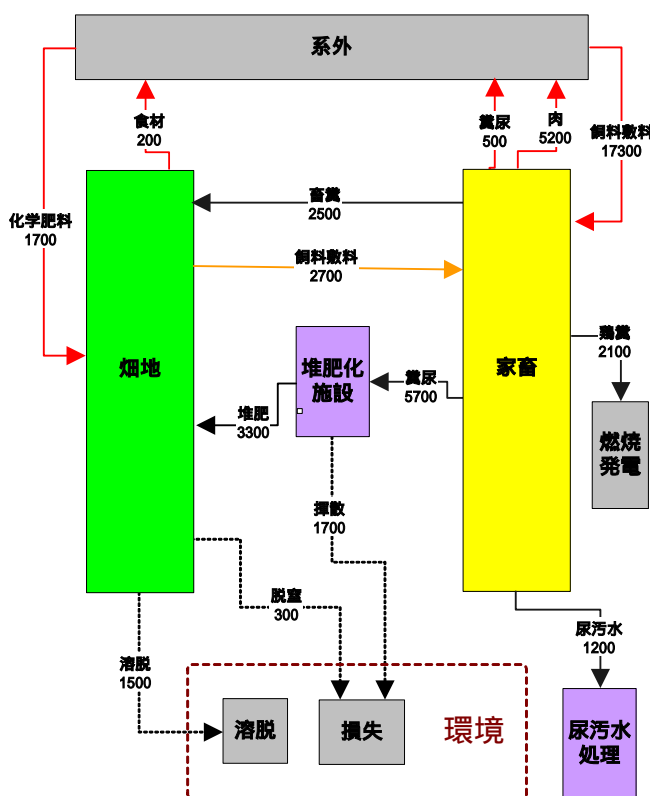 系外
食材
200
糞尿
500
肉
5200
飼料敷料
17300
化学肥料
1700
畜糞
2500
飼料敷料
2700
畑地
堆肥化
施設
糞尿
5700
家畜
鶏糞
2100
堆肥
3300
燃焼
発電
揮散
1700
脱窒
300
溶脱
1500
尿汚水
1200
溶脱
損失
環境
尿汚水
処理